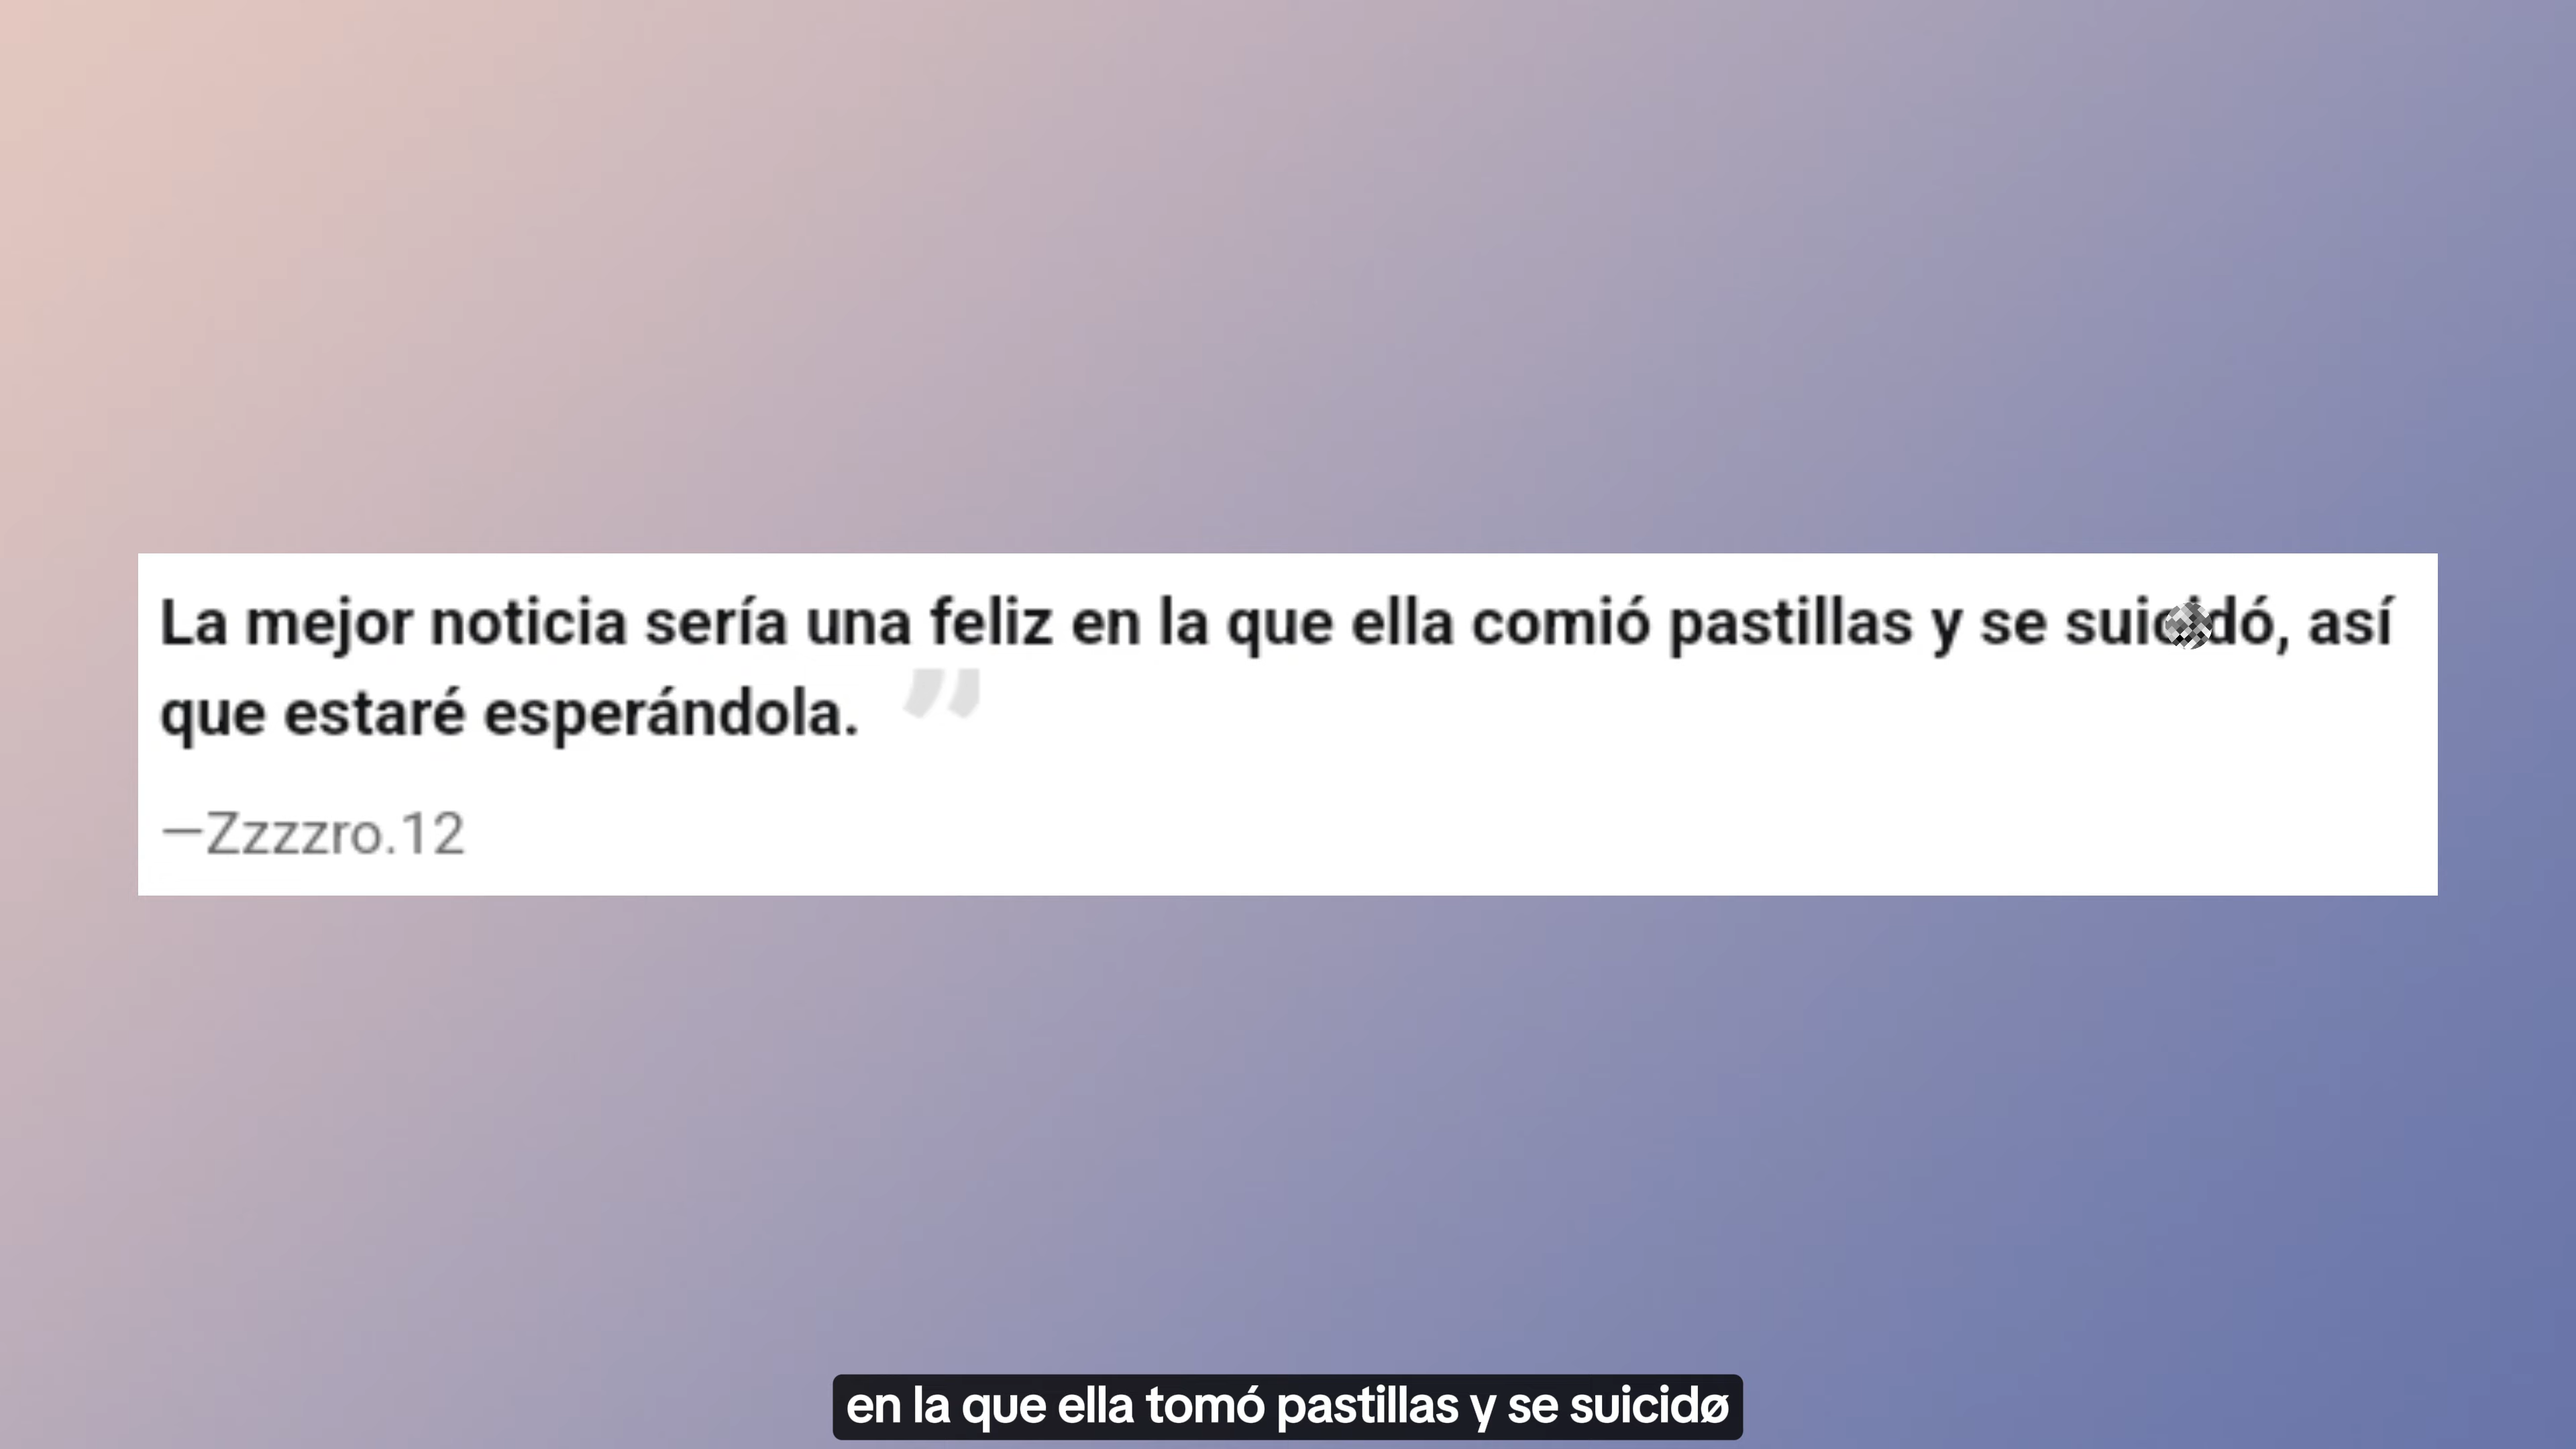 La mejor noticia sería una feliz en la que ella comió pastillas y se suicidó, así
que estaré esperándola. ”
—Zzzzro.12
en la que ella tomó pastillas y se suicidø